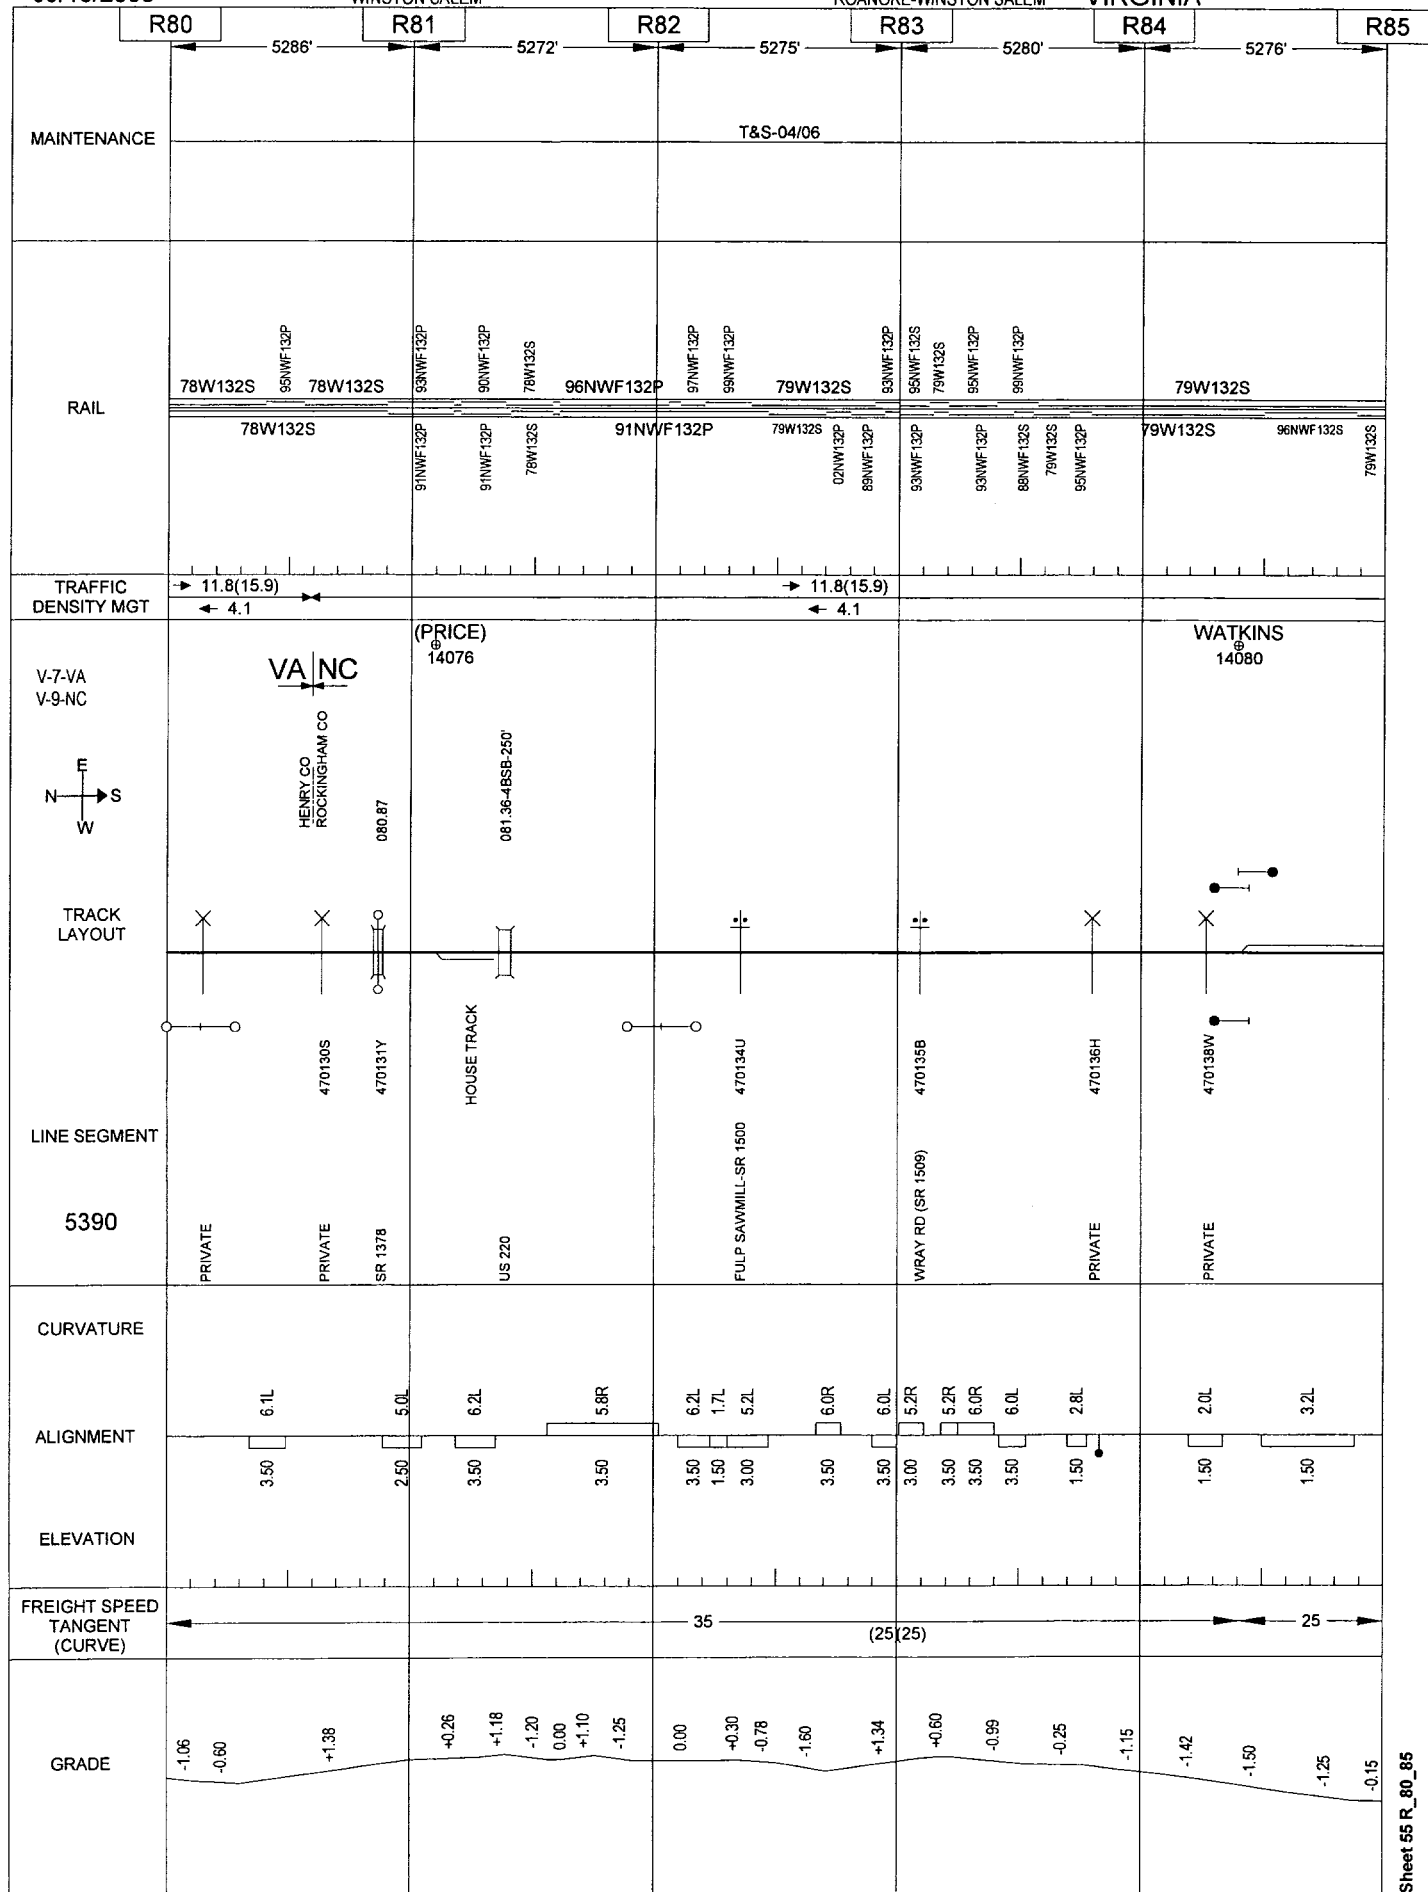 WINSTON SALEM
ROANOKE-WINSTON SALEM
VIRGINIA
R80 R81 R82 R83 R84 R85
5286' 5272' 5275' 5280' 5276'
MAINTENANCE
T&S-04/06
95NWF132P 93NWF132P 90NWF132P 78W132S 97NWF132P 99NWF132P 93NWF132P 95NWF132S 79W132S 95NWF132P 99NWF132P
78W132S 78W132S 96NWF132P 79W132S 79W132S
RAIL
78W132S 91NWF132P 79W132S 79W132S 96NWF132S
91NWF132P 91NWF132P 78W132S 02NW132P 89NWF132P 93NWF132P 93NWF132P 88NWF132S 79W132S 95NWF132P 79W132S
TRAFFIC
DENSITY MGT
11.8(15.9) 11.8(15.9)
4.1 4.1
(PRICE)
14076
WATKINS
14080
VA NC
V-7-VA
V-9-NC
HENRY CO
ROCKINGHAM CO
080.87
081.36-4BSB-250'
E
N S
W
TRACK
LAYOUT
HOUSE TRACK
470130S 470131Y 470134U 470135B 470136H 470138W
LINE SEGMENT
5390
PRIVATE
PRIVATE
SR 1378
US 220
FULP SAWMILL-SR 1500
WRAY RD (SR 1509)
PRIVATE
PRIVATE
CURVATURE
6.1L 5.0L 6.2L 5.8R 6.2L 1.7L 5.2L 6.0R 6.0L 5.2R 5.2R 6.0R 6.0L 2.8L 2.0L 3.2L
ALIGNMENT
3.50 2.50 3.50 3.50 3.50 1.50 3.00 3.50 3.50 3.00 3.50 3.50 3.50 1.50 1.50 1.50
ELEVATION
FREIGHT SPEED
TANGENT
(CURVE)
35 25
(25)(25)
GRADE
-1.06 -0.60 +1.38 +0.26 +1.18 -1.20 0.00 +1.10 -1.25 0.00 +0.30 -0.78 -1.60 +1.34 +0.60 -0.99 -0.25 -1.15 -1.42 -1.50 -1.25 -0.15
Sheet 55 R_80_85